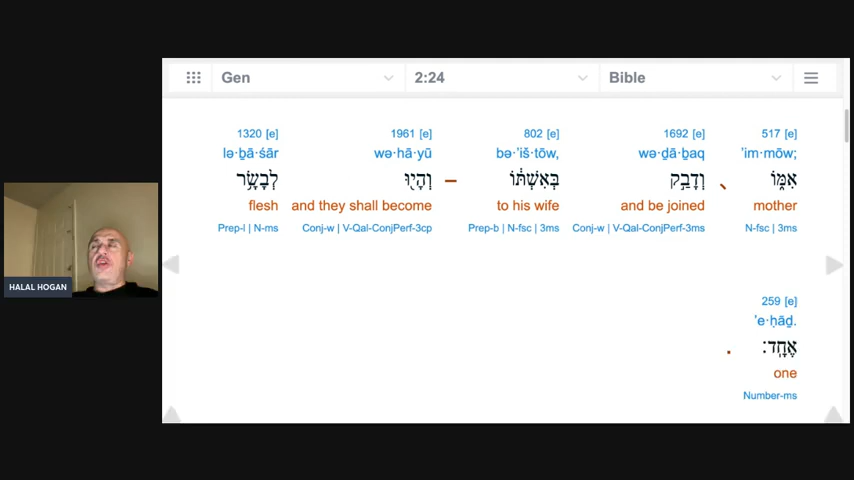 Gen 2:24 Bible
1320 [e] 1961 [e] 802 [e] 1692 [e] 517 [e]
lə·ḇā·śār wə·hā·yū bə·’iš·tōw, wə·ḏā·ḇaq ’im·mōw;
אִמּ֑וֹ 、 וְדָבַ֣ק בְּאִשְׁתּ֔וֹ – וְהָי֖וּ לְבָשָׂ֥ר
flesh and they shall become to his wife and be joined mother
Prep-l | N-ms Conj-w | V-Qal-ConjPerf-3cp Prep-b | N-fsc | 3ms Conj-w | V-Qal-ConjPerf-3ms N-fsc | 3ms
HALAL HOGAN
259 [e]
’e·ḥāḏ.
אֶחָֽד׃ .
one
Number-ms